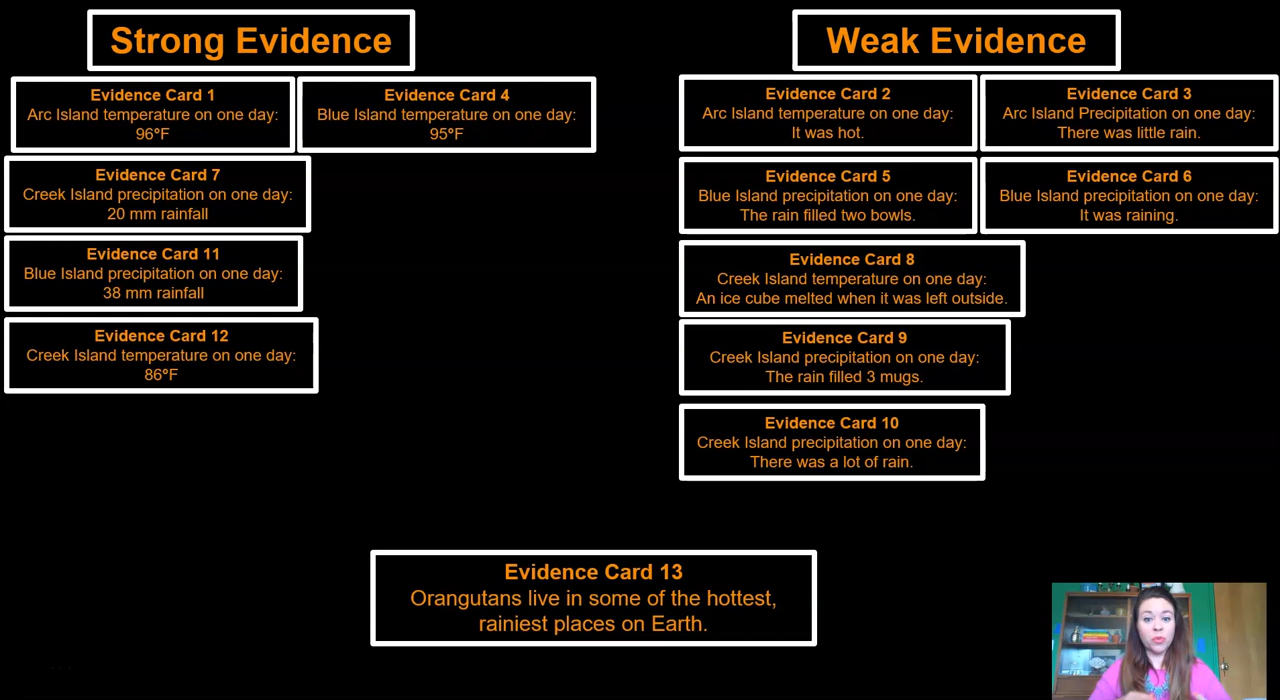 Strong Evidence
Evidence Card 1
Arc Island temperature on one day:
96°F
Evidence Card 4
Blue Island temperature on one day:
95°F
Evidence Card 7
Creek Island precipitation on one day:
20 mm rainfall
Evidence Card 11
Blue Island precipitation on one day:
38 mm rainfall
Evidence Card 12
Creek Island temperature on one day:
86°F
Weak Evidence
Evidence Card 2
Arc Island temperature on one day:
It was hot.
Evidence Card 3
Arc Island Precipitation on one day:
There was little rain.
Evidence Card 5
Blue Island precipitation on one day:
The rain filled two bowls.
Evidence Card 6
Blue Island precipitation on one day:
It was raining.
Evidence Card 8
Creek Island temperature on one day:
An ice cube melted when it was left outside.
Evidence Card 9
Creek Island precipitation on one day:
The rain filled 3 mugs.
Evidence Card 10
Creek Island precipitation on one day:
There was a lot of rain.
Evidence Card 13
Orangutans live in some of the hottest,
rainiest places on Earth.